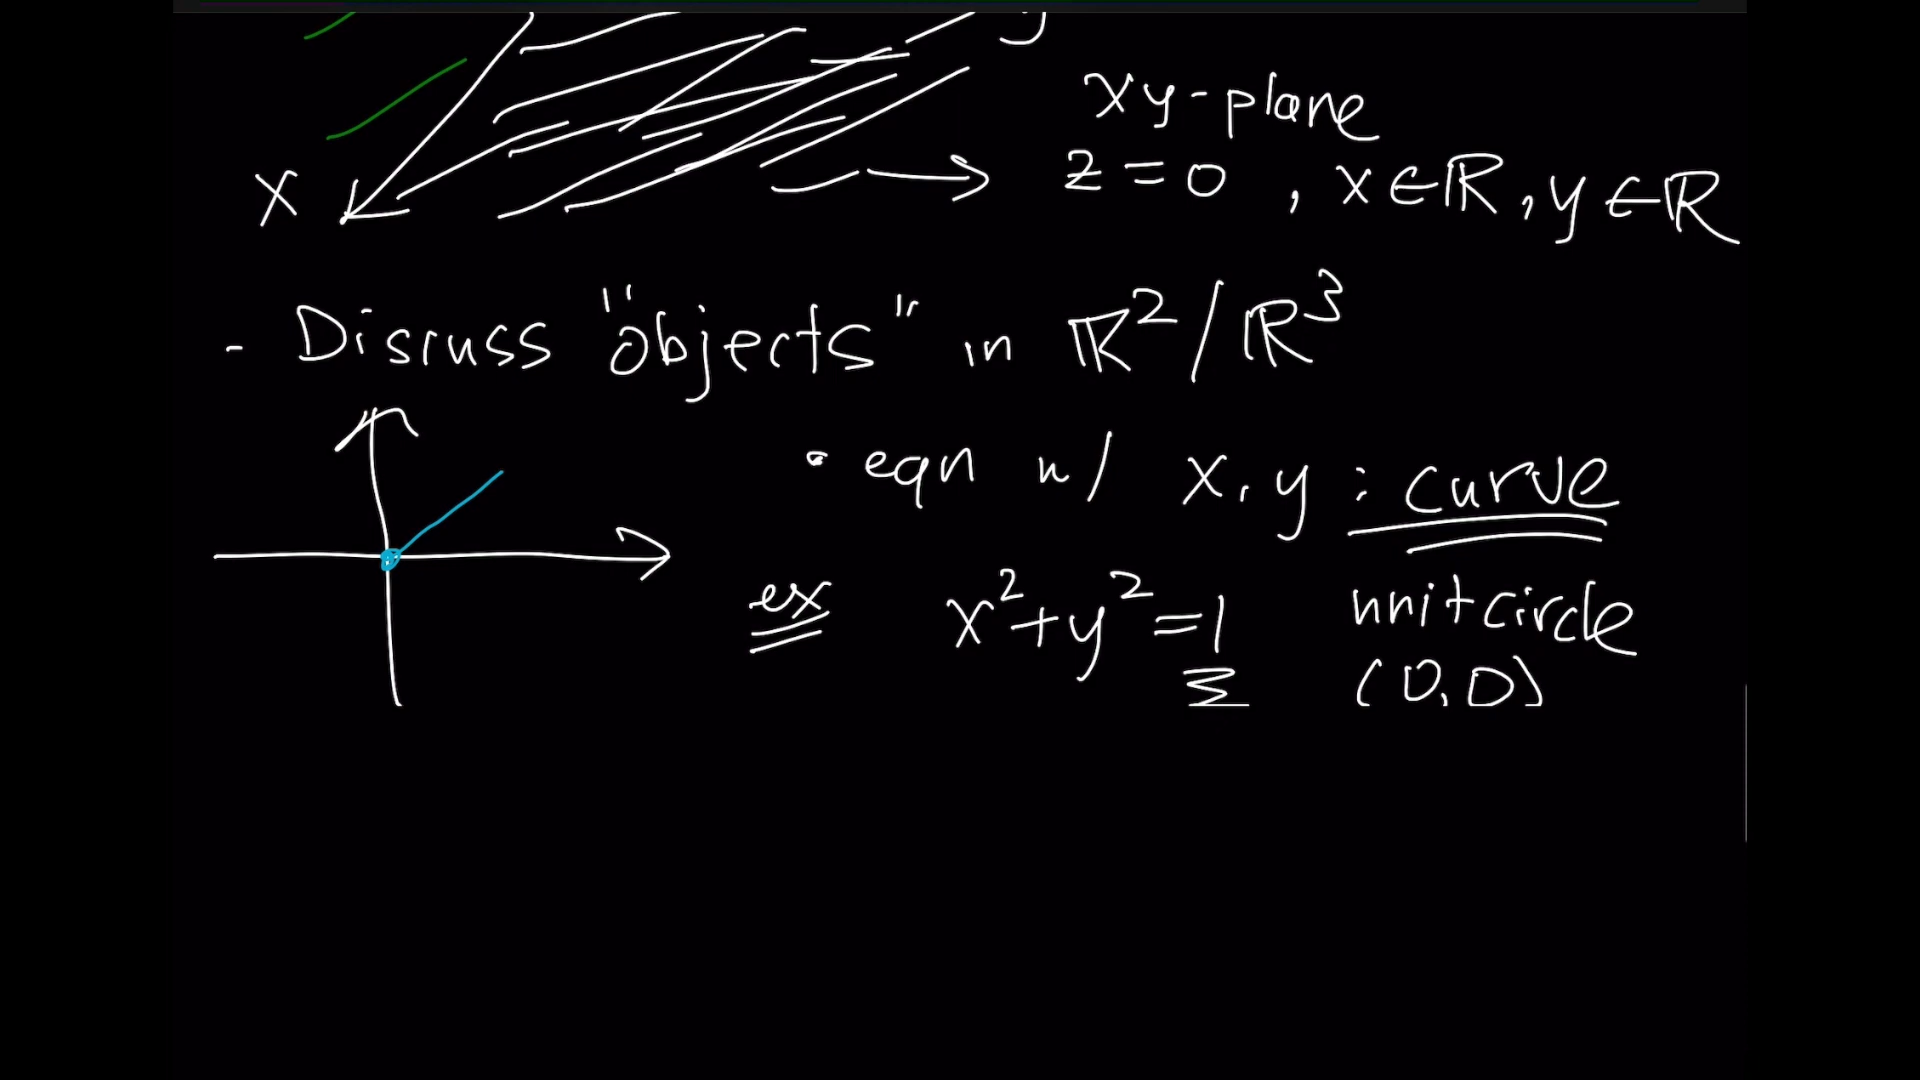 xy-plane
X
z = 0 , x ∈ ℝ , y ∈ ℝ
- Discuss "objects" in ℝ² / ℝ³
• eqn w/ x, y : curve
ex x² + y² = 1 unit circle
(0, 0)